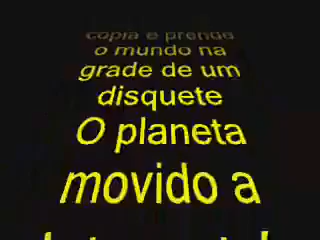 copia e prende
o mundo na
grade de um
disquete
O planeta
movido a